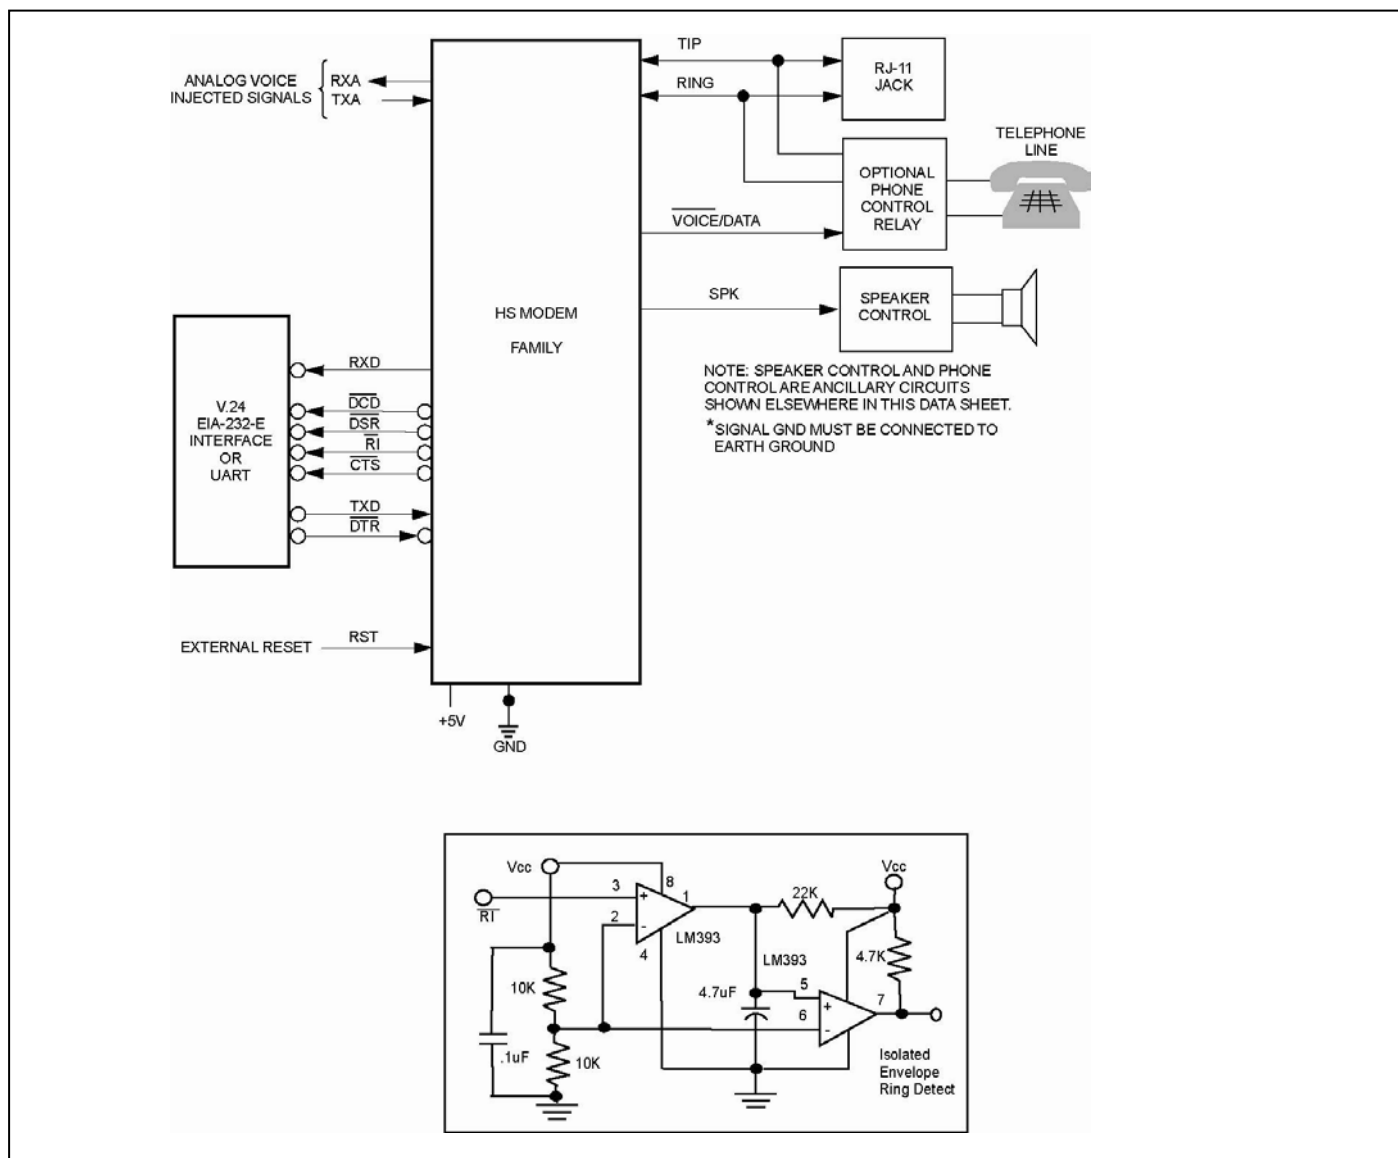 ANALOG VOICE
INJECTED SIGNALS
RXA
TXA
TIP
RING
RJ-11
JACK
TELEPHONE
LINE
OPTIONAL
PHONE
CONTROL
RELAY
VOICE/DATA
SPK
SPEAKER
CONTROL
HS MODEM
FAMILY
NOTE: SPEAKER CONTROL AND PHONE
CONTROL ARE ANCILLARY CIRCUITS
SHOWN ELSEWHERE IN THIS DATA SHEET.
*SIGNAL GND MUST BE CONNECTED TO
EARTH GROUND
V.24
EIA-232-E
INTERFACE
OR
UART
RXD
DCD
DSR
RI
CTS
TXD
DTR
EXTERNAL RESET
RST
+5V
GND
Vcc
RI
3
+
8
1
2
-
4
LM393
22K
Vcc
LM393
4.7K
10K
4.7uF
5
+
6
-
7
.1uF
10K
Isolated
Envelope
Ring Detect